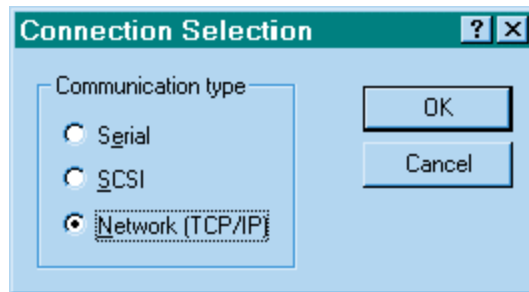 Connection Selection
?
Communication type
OK
Serial
Cancel
SCSI
Network (TCP/IP)